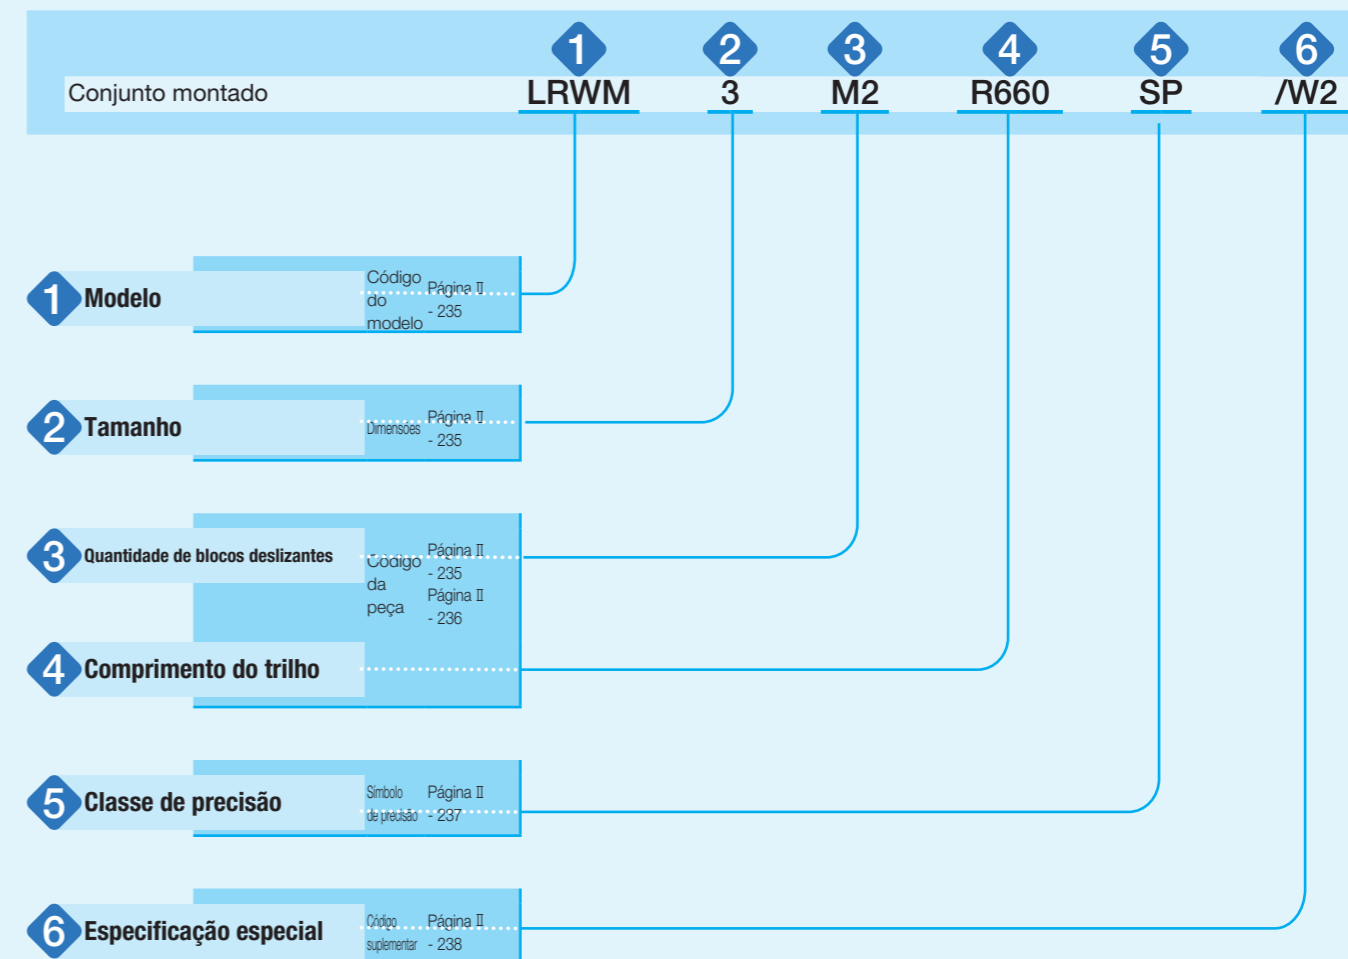 1 2 3 4 5 6
Conjunto montado LRWM 3 M2 R660 SP /W2
1 Modelo
Código
do
modelo
Página Ⅱ
- 235
2 Tamanho
Dimensões
Página Ⅱ
- 235
3 Quantidade de blocos deslizantes
Código
da
peça
Página Ⅱ
- 235
Página Ⅱ
- 236
4 Comprimento do trilho
5 Classe de precisão
Símbolo
de precisão
Página Ⅱ
- 237
6 Especificação especial
Código
suplementar
Página Ⅱ
- 238